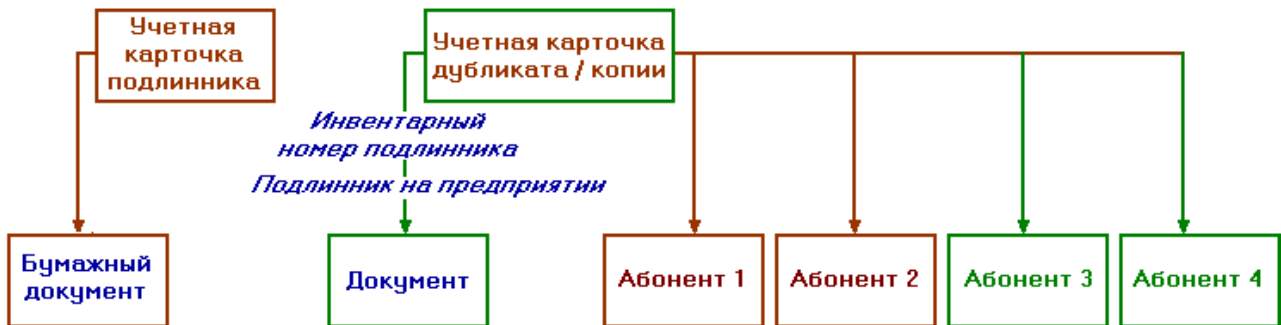 Учетная
карточка
подлинника
Учетная карточка
дубликата / копии
Инвентарный
номер подлинника
Подлинник на предприятии
Бумажный
документ
Документ
Абонент 1
Абонент 2
Абонент 3
Абонент 4